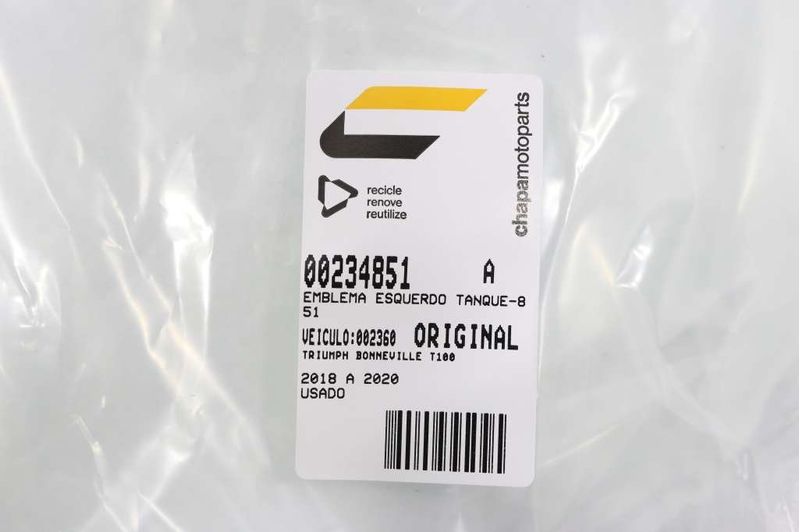 chapamotoparts
recicle
renove
reutilize
00234851 A
EMBLEMA ESQUERDO TANQUE-8
51
VEICULO:002360 ORIGINAL
TRIUMPH BONNEVILLE T100
2018 A 2020
USADO